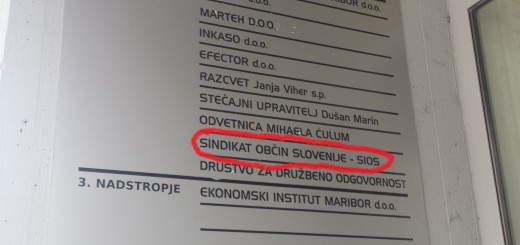 MARIBOR d.o.o.
MARTEH D.O.O.
INKASO d.o.o.
EFECTOR d.o.o.
RAZCVET Janja Viher s.p.
STEČAJNI UPRAVITELJ Dušan Marin
ODVETNICA MIHAELA ČULUM
SINDIKAT OBČIN SLOVENIJE - SIOS
DRUŠTVO ZA DRUŽBENO ODGOVORNOST
3. NADSTROPJE EKONOMSKI INSTITUT MARIBOR d.o.o.